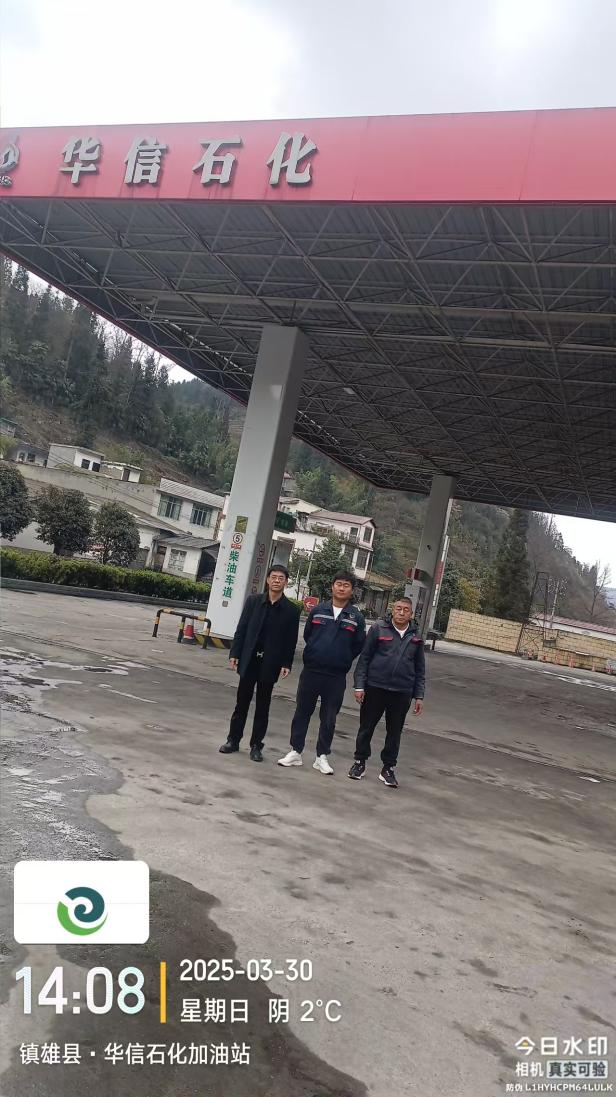 华信石化
5
柴油车道
14:08
2025-03-30
星期日 阴 2°C
镇雄县·华信石化加油站
今日水印
相机 真实可验
防伪 L1HYHCPM64LULK